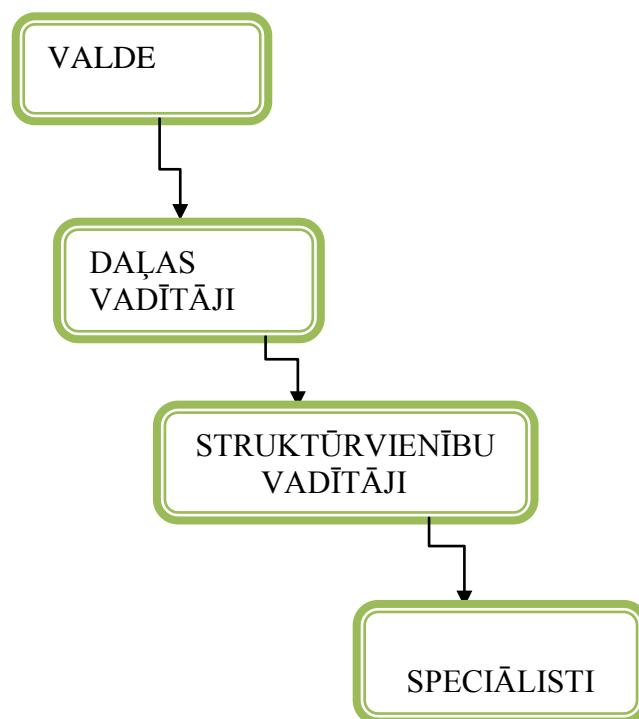 VALDE
DAĻAS
VADĪTĀJI
STRUKTŪRVIENĪBU
VADĪTĀJI
SPECIĀLISTI